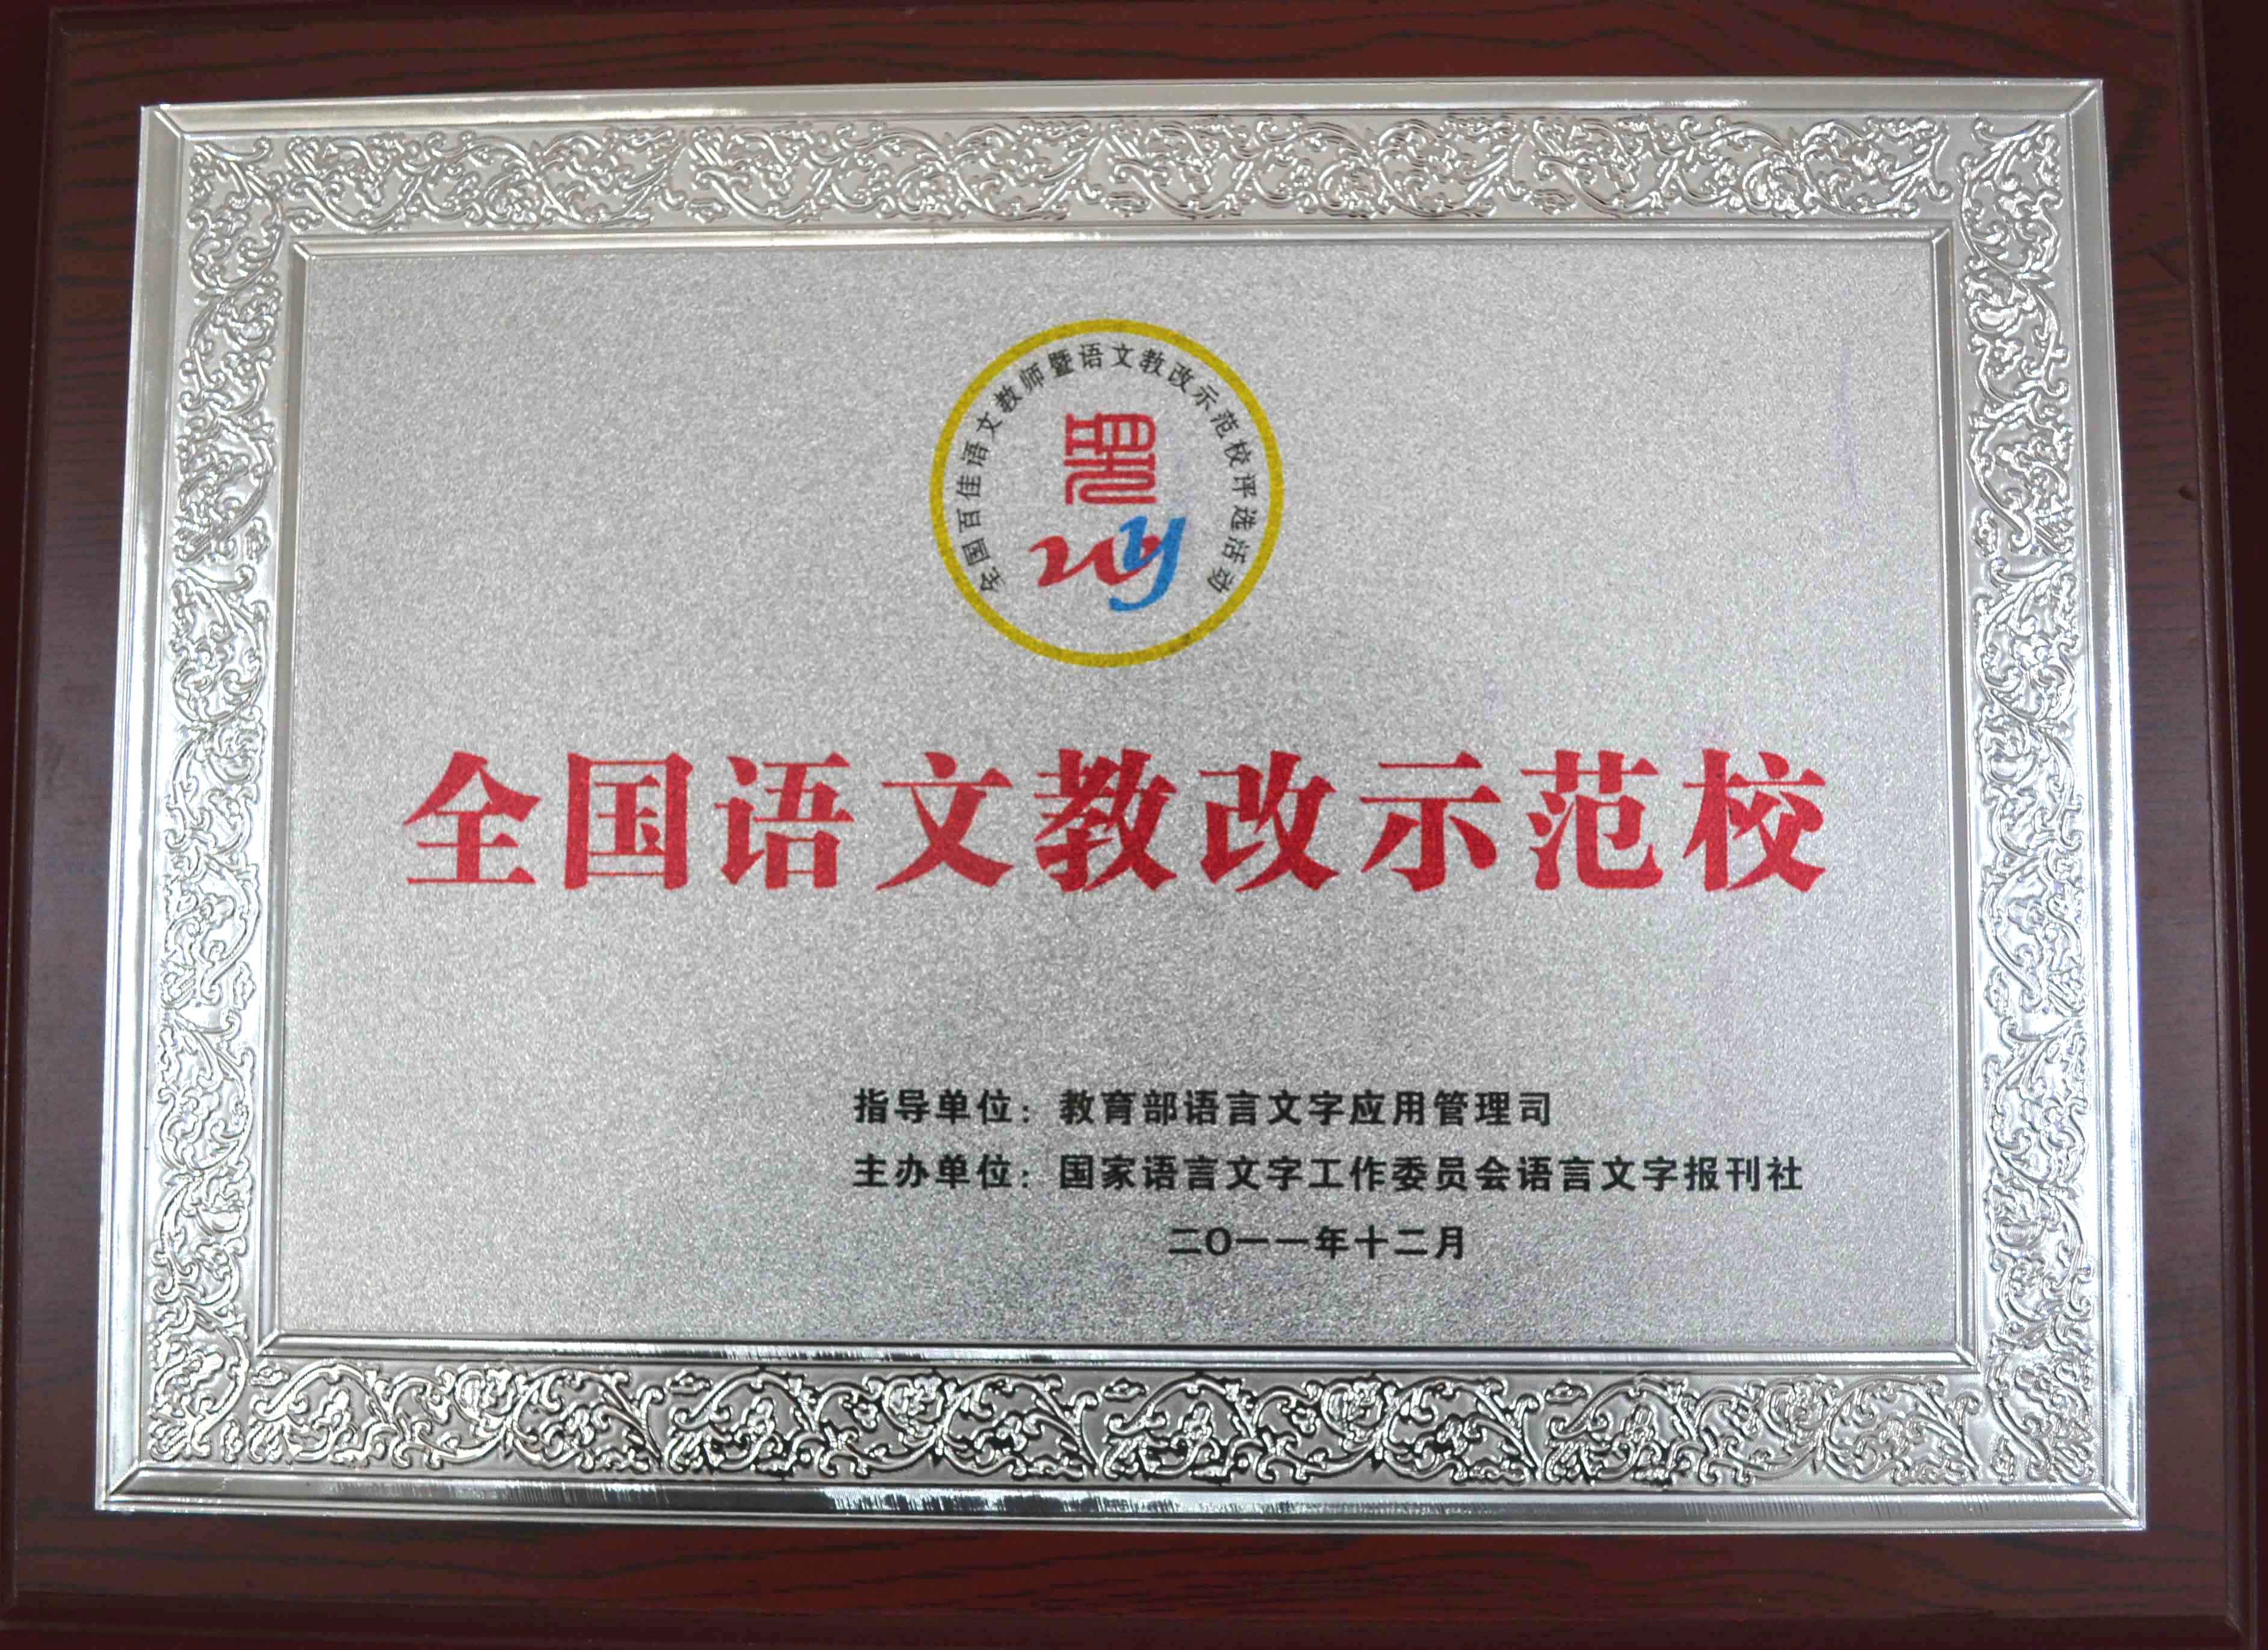 全国百佳语文教师暨语文教改示范校评选活动
wy
全国语文教改示范校
指导单位：教育部语言文字应用管理司
主办单位：国家语言文字工作委员会语言文字报刊社
二〇一一年十二月